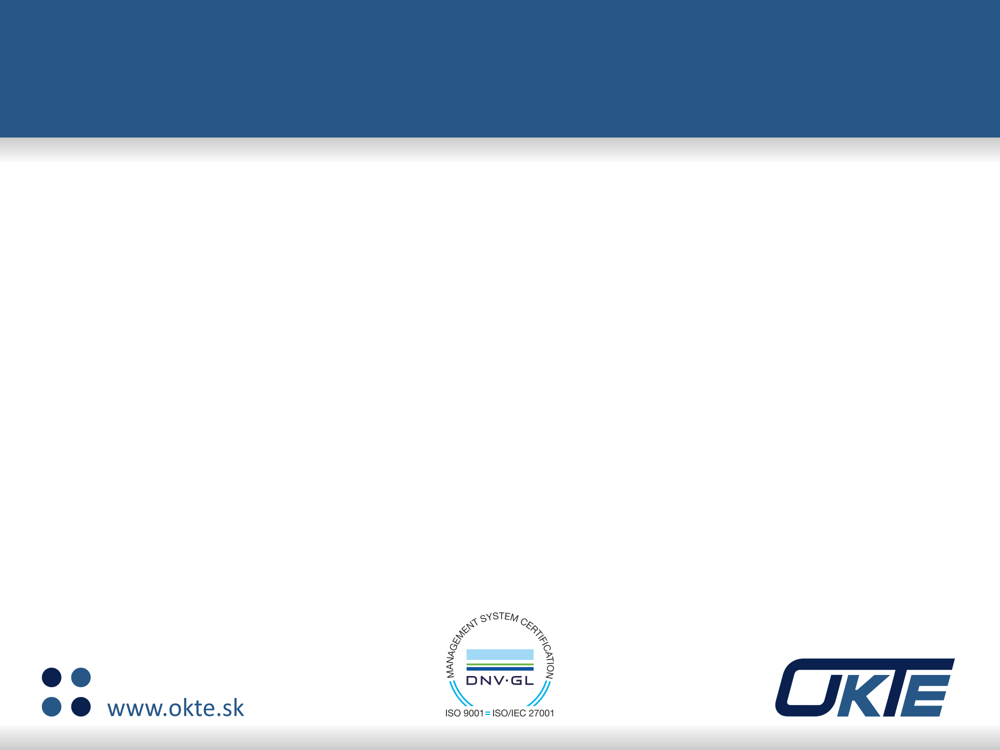 MANAGEMENT SYSTEM CERTIFICATION
DNV·GL
www.okte.sk
ISO 9001=ISO/IEC 27001
OKTE